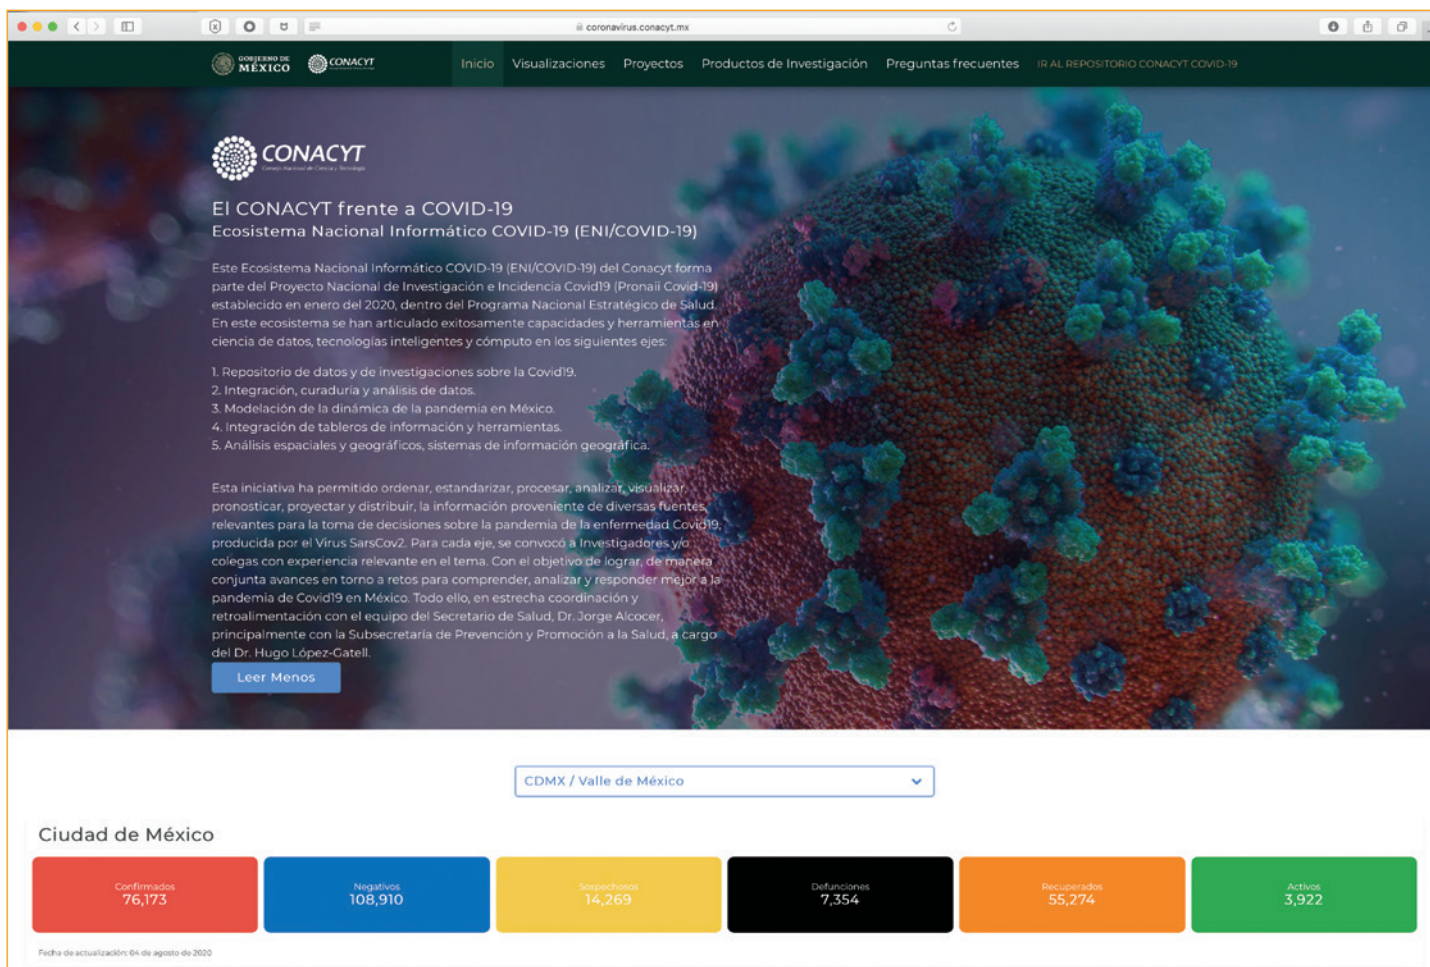 coronavirus.conacyt.mx
GOBIERNO DE
MÉXICO
CONACYT
Inicio Visualizaciones Proyectos Productos de Investigación Preguntas frecuentes IR AL REPOSITORIO CONACYT COVID-19
CONACYT
Consejo Nacional de Ciencia y Tecnología
El CONACYT frente a COVID-19
Ecosistema Nacional Informático COVID-19 (ENI/COVID-19)
Este Ecosistema Nacional Informático COVID-19 (ENI/COVID-19) del Conacyt forma
parte del Proyecto Nacional de Investigación e Incidencia Covid19 (Pronaii Covid-19)
establecido en enero del 2020, dentro del Programa Nacional Estratégico de Salud.
En este ecosistema se han articulado exitosamente capacidades y herramientas en
ciencia de datos, tecnologías inteligentes y cómputo en los siguientes ejes:
1. Repositorio de datos y de investigaciones sobre la Covid19.
2. Integración, curaduría y análisis de datos.
3. Modelación de la dinámica de la pandemia en México.
4. Integración de tableros de información y herramientas.
5. Análisis espaciales y geográficos, sistemas de información geográfica.
Esta iniciativa ha permitido ordenar, estandarizar, procesar, analizar, visualizar,
pronosticar, proyectar y distribuir, la información proveniente de diversas fuentes,
relevantes para la toma de decisiones sobre la pandemia de la enfermedad Covid19,
producida por el Virus SarsCov2. Para cada eje, se convocó a Investigadores y/o
colegas con experiencia relevante en el tema. Con el objetivo de lograr, de manera
conjunta avances en torno a retos para comprender, analizar y responder mejor a la
pandemia de Covid19 en México. Todo ello, en estrecha coordinación y
retroalimentación con el equipo del Secretario de Salud, Dr. Jorge Alcocer,
principalmente con la Subsecretaría de Prevención y Promoción a la Salud, a cargo
del Dr. Hugo López-Gatell.
Leer Menos
CDMX / Valle de México
Ciudad de México
Confirmados
76,173
Negativos
108,910
Sospechosos
14,269
Defunciones
7,354
Recuperados
55,274
Activos
3,922
Fecha de actualización: 04 de agosto de 2020